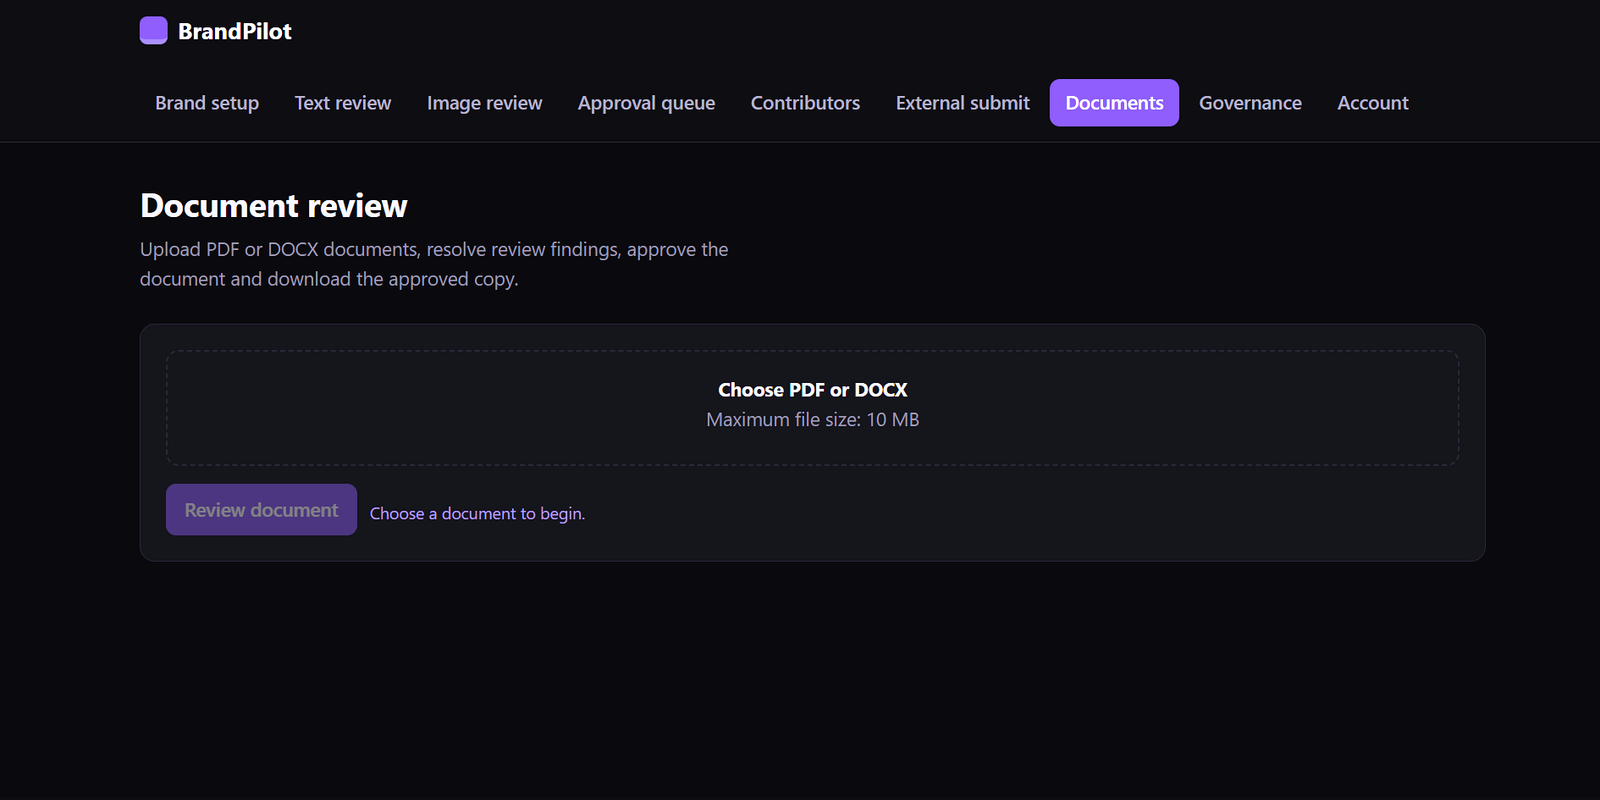 BrandPilot
Brand setup
Text review
Image review
Approval queue
Contributors
External submit
Documents
Governance
Account
Document review
Upload PDF or DOCX documents, resolve review findings, approve the
document and download the approved copy.
Choose PDF or DOCX
Maximum file size: 10 MB
Review document
Choose a document to begin.